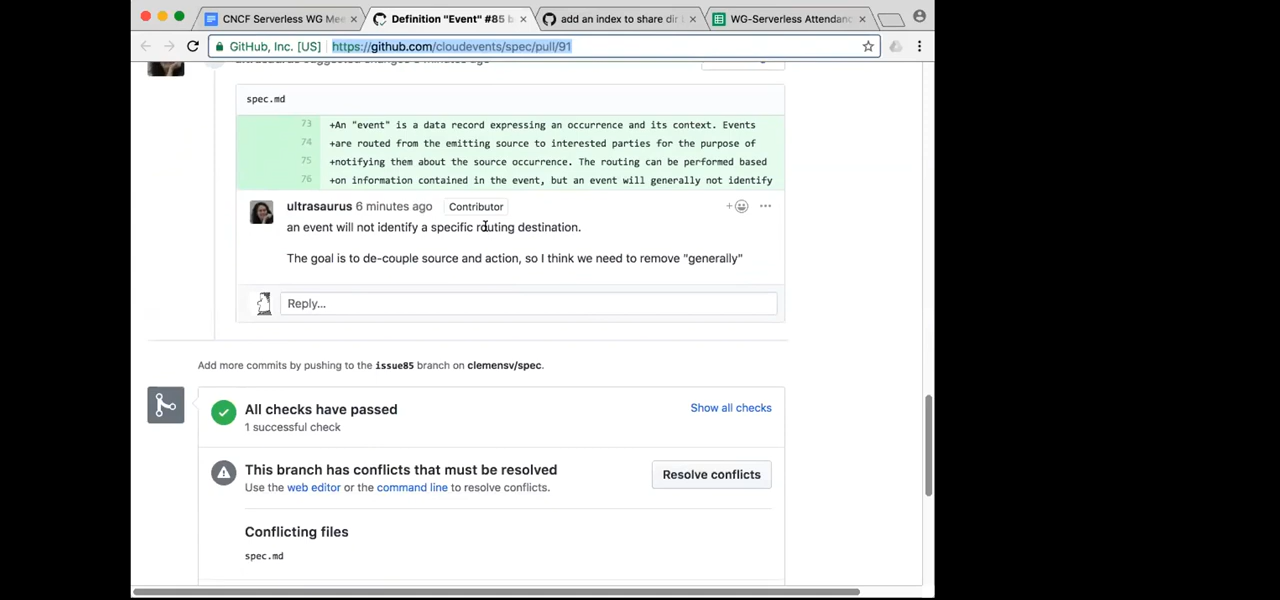 CNCF Serverless WG Mee
Definition "Event" #85 b
add an index to share dir
WG-Serverless Attendanc
GitHub, Inc. [US]
https://github.com/cloudevents/spec/pull/91
ultrasaurus suggested changes 6 minutes ago
spec.md
73 +An "event" is a data record expressing an occurrence and its context. Events
74 +are routed from the emitting source to interested parties for the purpose of
75 +notifying them about the source occurrence. The routing can be performed based
76 +on information contained in the event, but an event will generally not identify
ultrasaurus 6 minutes ago Contributor
an event will not identify a specific routing destination.
The goal is to de-couple source and action, so I think we need to remove "generally"
Reply...
Add more commits by pushing to the issue85 branch on clemensv/spec.
All checks have passed
Show all checks
1 successful check
This branch has conflicts that must be resolved
Resolve conflicts
Use the web editor or the command line to resolve conflicts.
Conflicting files
spec.md